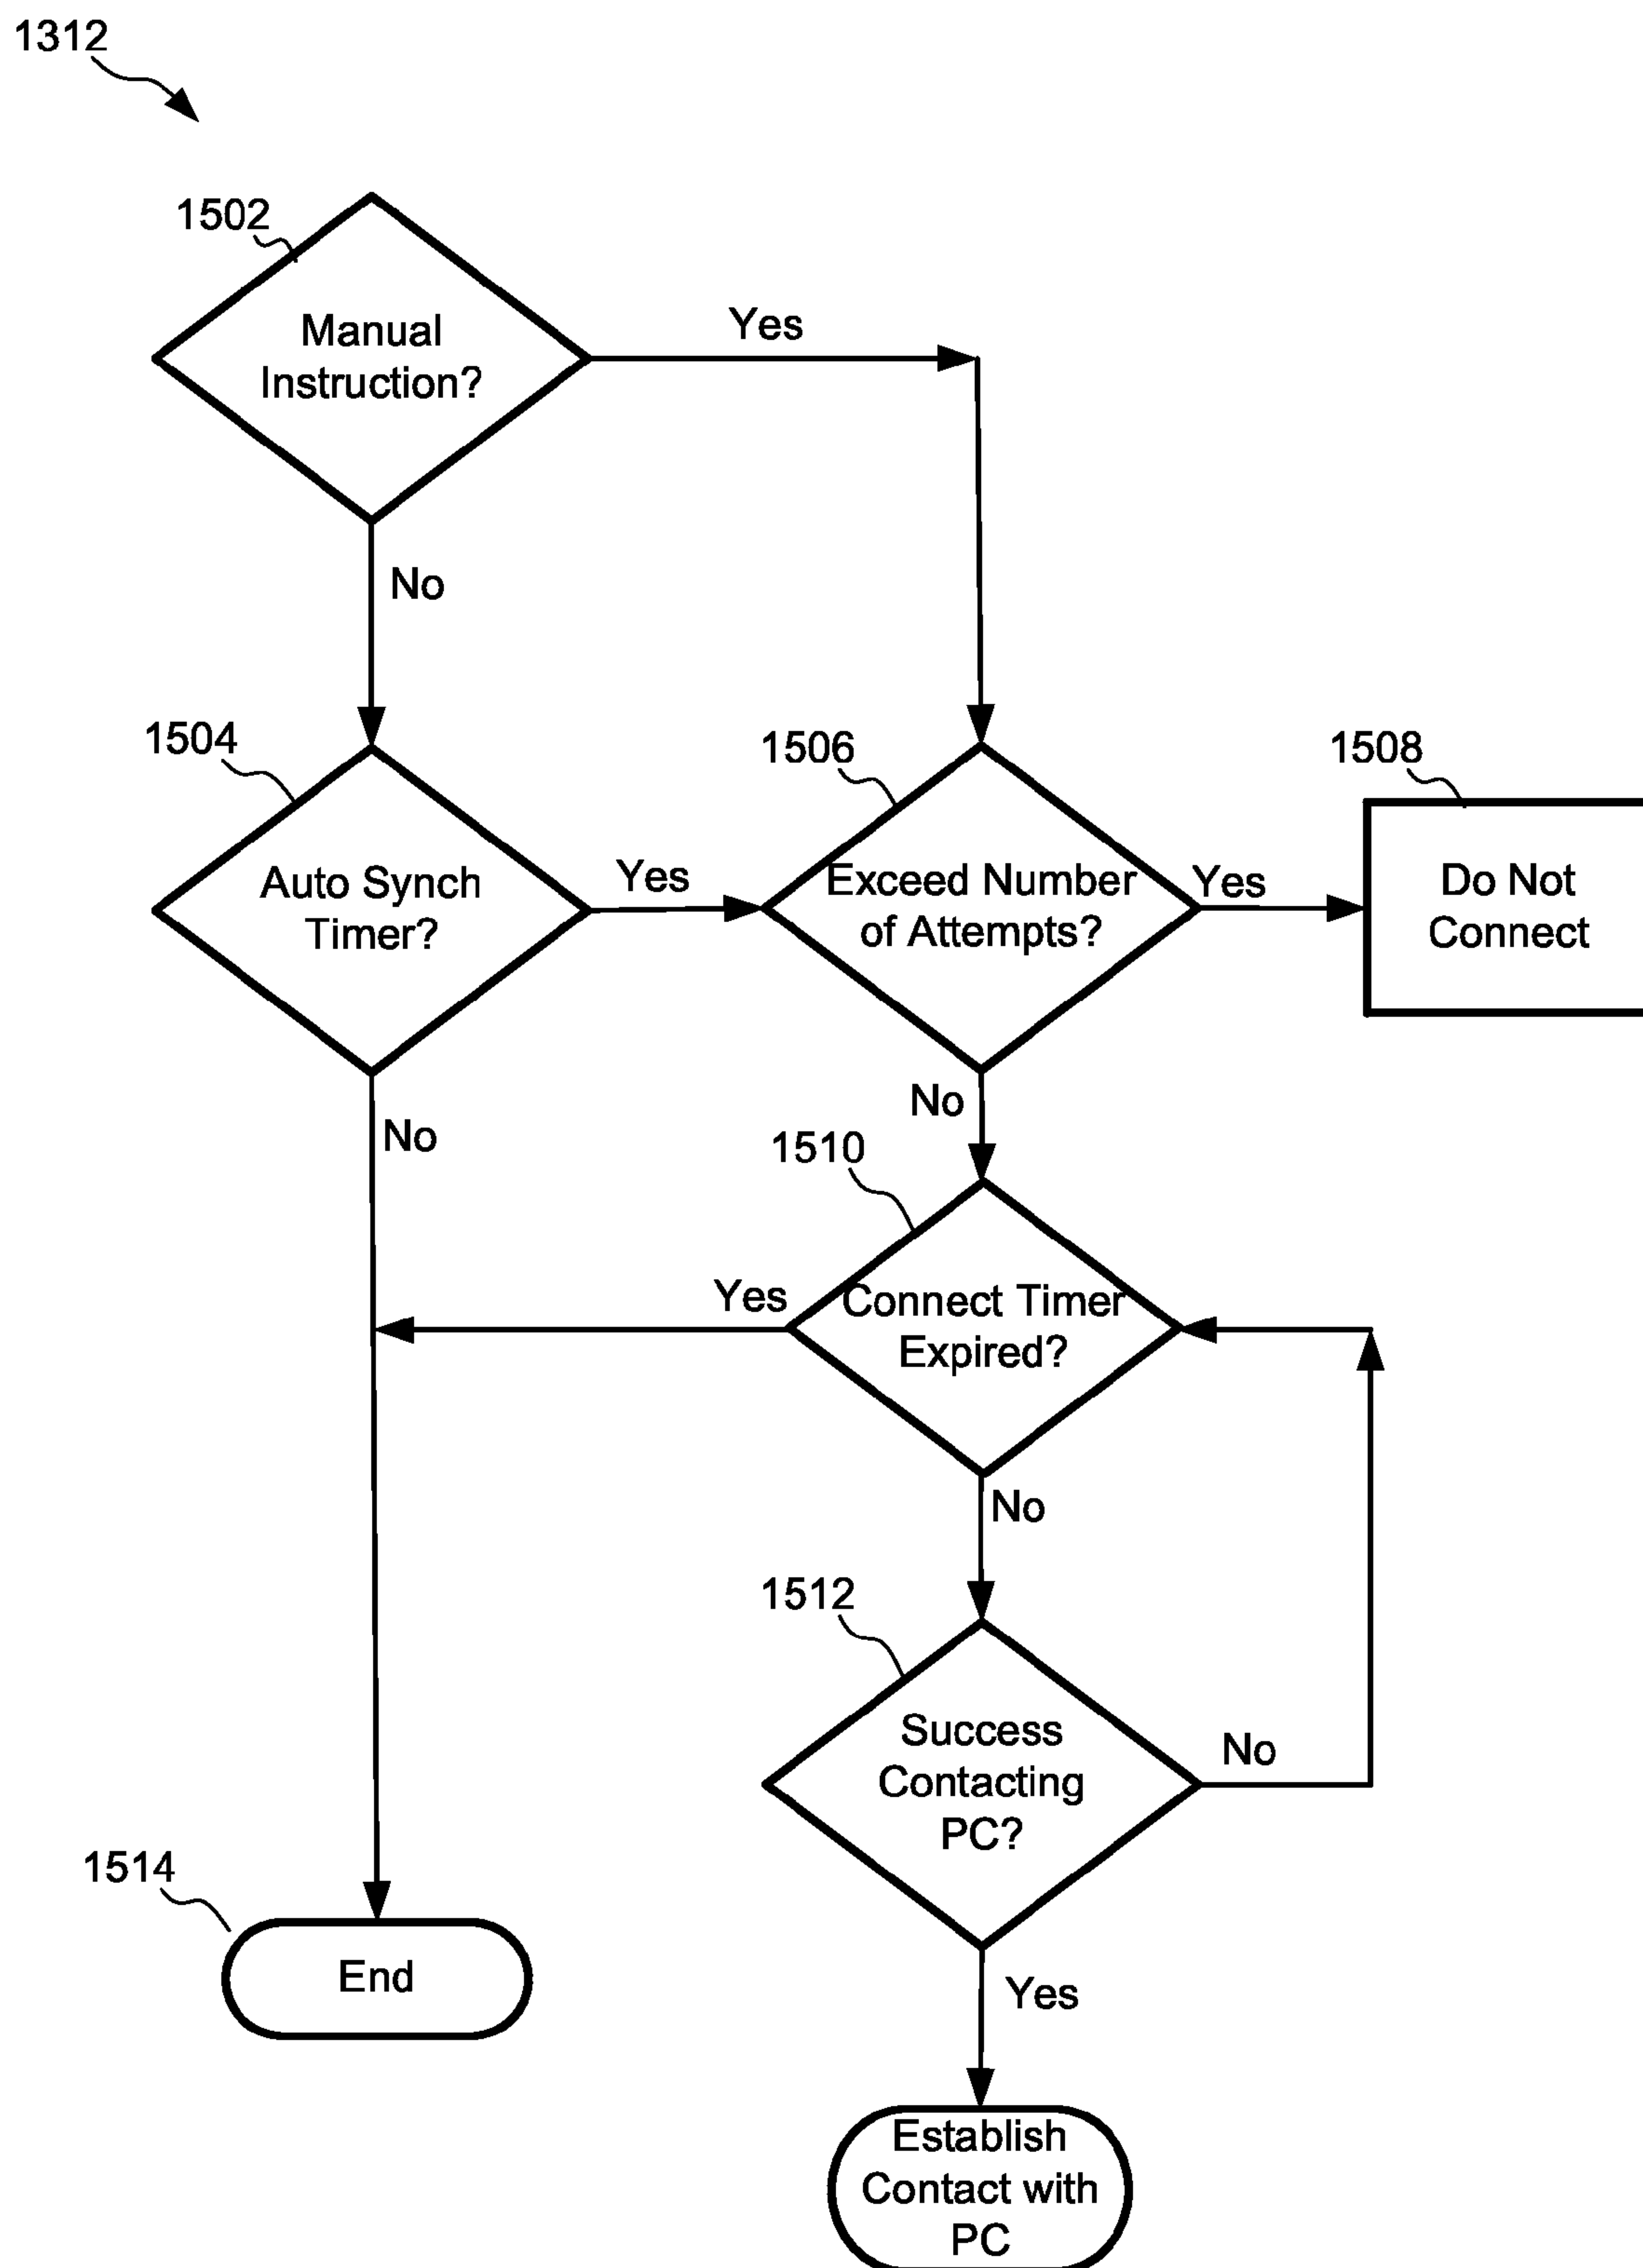 1312
1502
Manual
Instruction?
Yes
No
1504
Auto Synch
Timer?
Yes
1506
Exceed Number
of Attempts?
Yes
1508
Do Not
Connect
No
No
1510
Connect Timer
Expired?
Yes
No
1512
Success
Contacting
PC?
No
1514
End
Yes
Establish
Contact with
PC